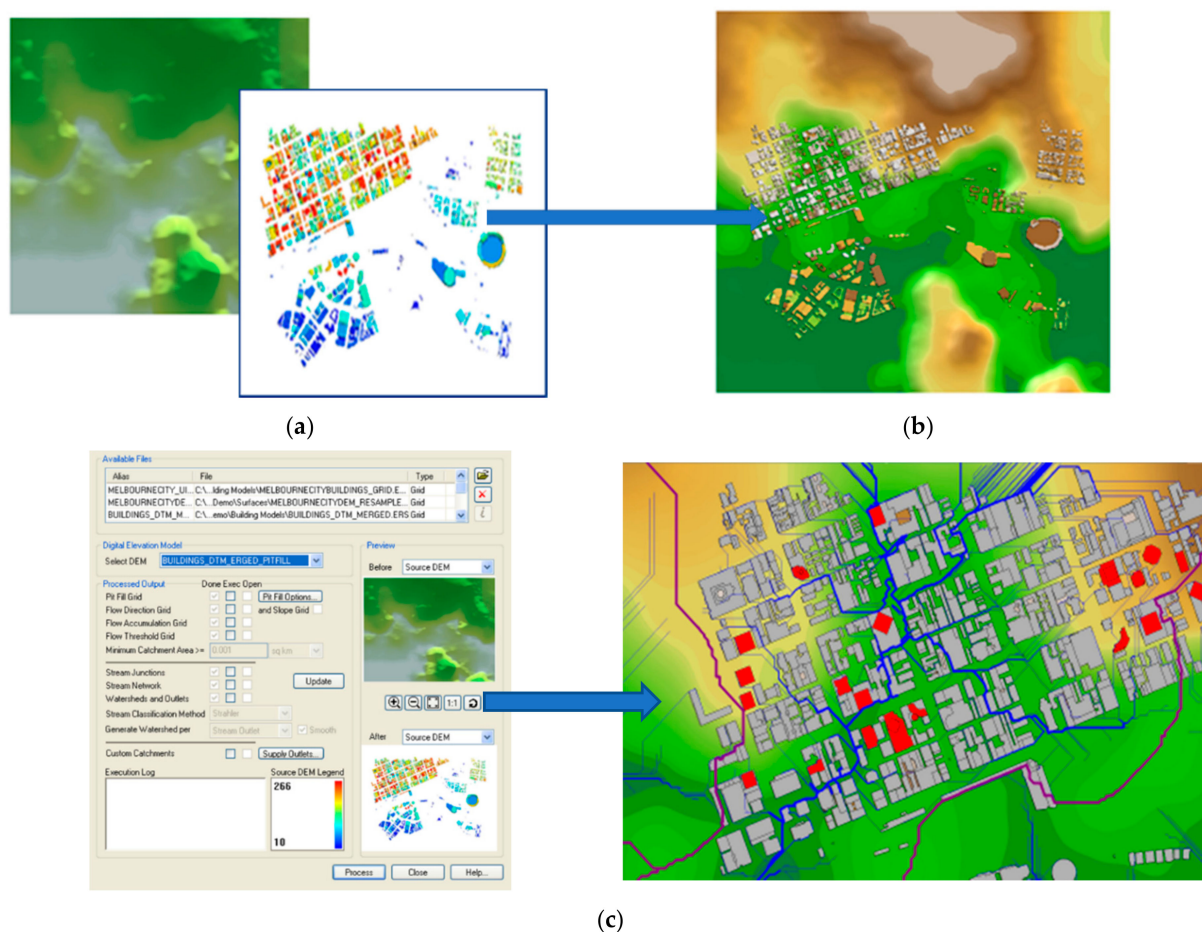 (a)
(b)
Available Files
Alias File Type
MELBOURNECITY_UI... C:\...lding Models\MELBOURNECITYBUILDINGS_GRID.E... Grid
MELBOURNECITYDE... C:\...Demo\Surfaces\MELBOURNECITYDEM_RESAMPLE... Grid
BUILDINGS_DTM_M... C:\...emo\Building Models\BUILDINGS_DTM_MERGED.ERS Grid
Digital Elevation Model
Select DEM BUILDINGS_DTM_ERGED_PITFILL
Preview
Before Source DEM
Processed Output Done Exec Open
Pit Fill Grid Pit Fill Options...
Flow Direction Grid and Slope Grid
Flow Accumulation Grid
Flow Threshold Grid
Minimum Catchment Area >= 0.001 sq km
Stream Junctions
Stream Network Update
Watersheds and Outlets
1:1
Stream Classification Method Strahler
Generate Watershed per Stream Outlet Smooth
After Source DEM
Custom Catchments Supply Outlets...
Execution Log Source DEM Legend
266
10
Process Close Help...
(c)